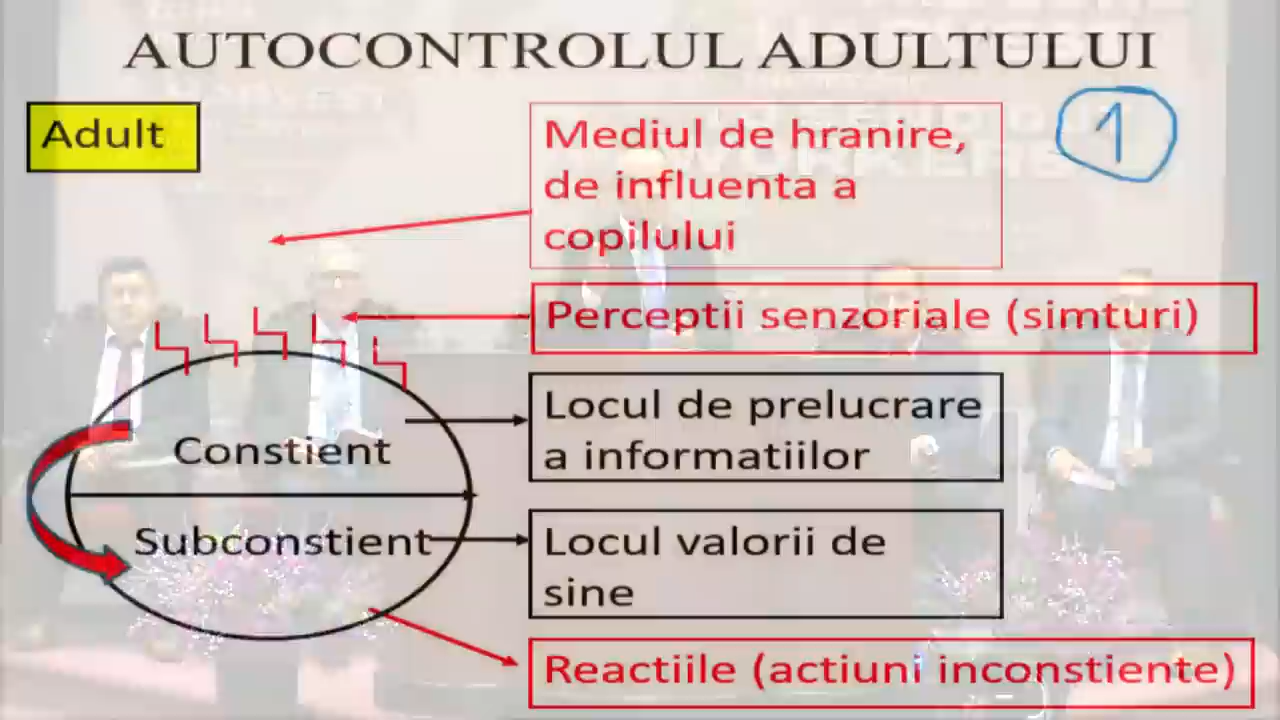 AUTOCONTROLUL ADULTULUI
Adult
1
Mediul de hranire,
de influenta a
copilului
Perceptii senzoriale (simturi)
Locul de prelucrare
a informatiilor
Constient
Subconstient
Locul valorii de
sine
Reactiile (actiuni inconstiente)